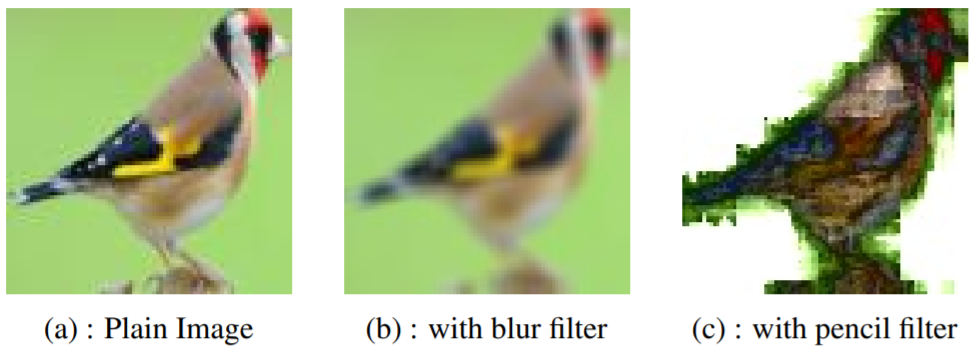 (a) : Plain Image
(b) : with blur filter
(c) : with pencil filter